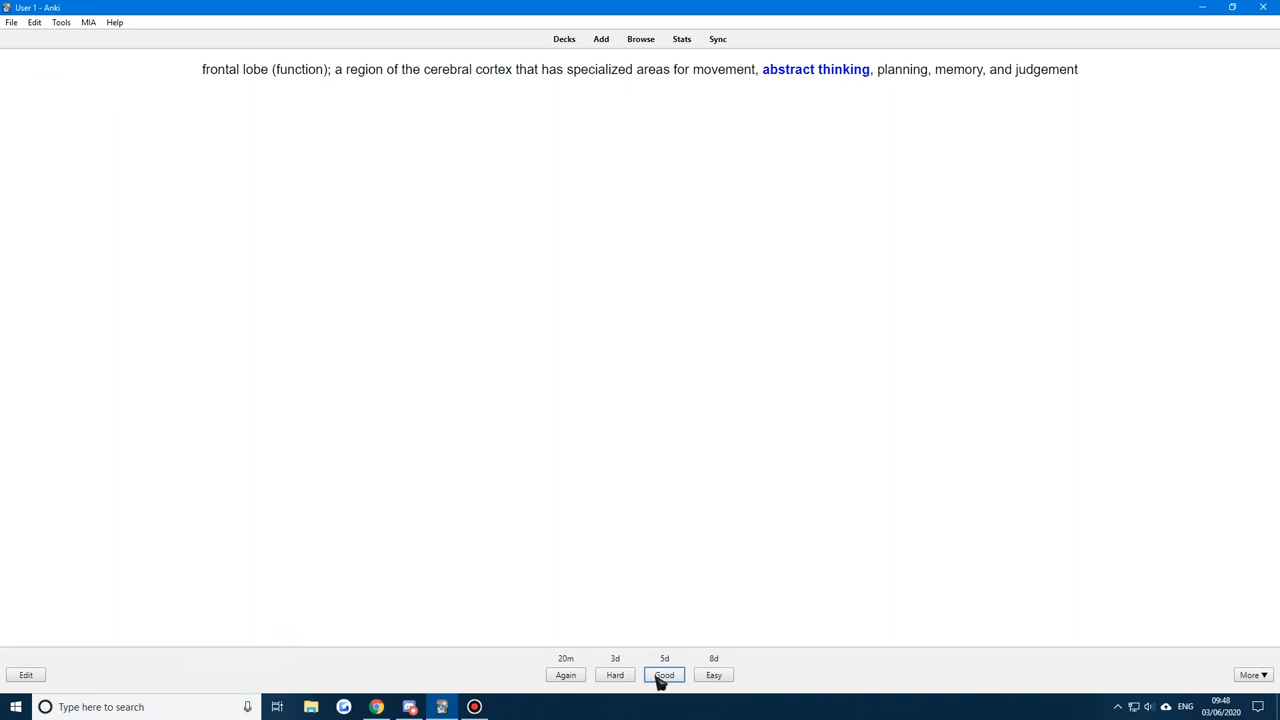 User 1 - Anki
File Edit Tools MIA Help
Decks Add Browse Stats Sync
frontal lobe (function); a region of the cerebral cortex that has specialized areas for movement, abstract thinking, planning, memory, and judgement
20m 3d 5d 8d
Edit Again Hard Good Easy More ▼
Type here to search ENG 09:48
03/06/2020